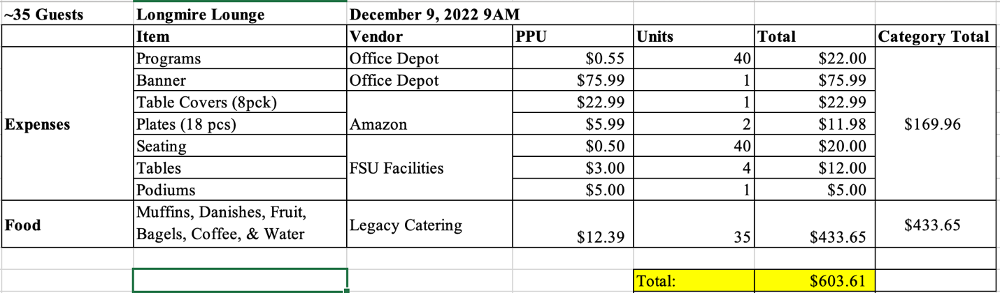 ~35 Guests Longmire Lounge December 9, 2022 9AM
Item Vendor PPU Units Total Category Total
Programs Office Depot $0.55 40 $22.00
Banner Office Depot $75.99 1 $75.99
Table Covers (8pck) $22.99 1 $22.99
Expenses Plates (18 pcs) Amazon $5.99 2 $11.98 $169.96
Seating $0.50 40 $20.00
Tables FSU Facilities $3.00 4 $12.00
Podiums $5.00 1 $5.00
Muffins, Danishes, Fruit,
Food Bagels, Coffee, & Water Legacy Catering $12.39 35 $433.65 $433.65
Total: $603.61